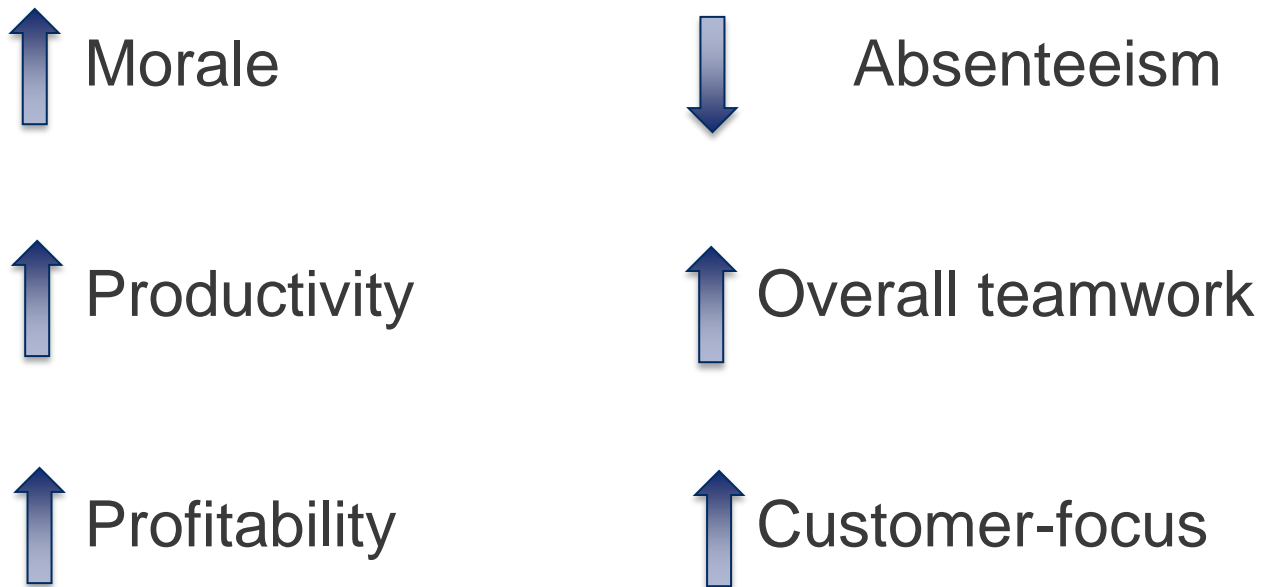 Morale
Absenteeism
Productivity
Overall teamwork
Profitability
Customer-focus